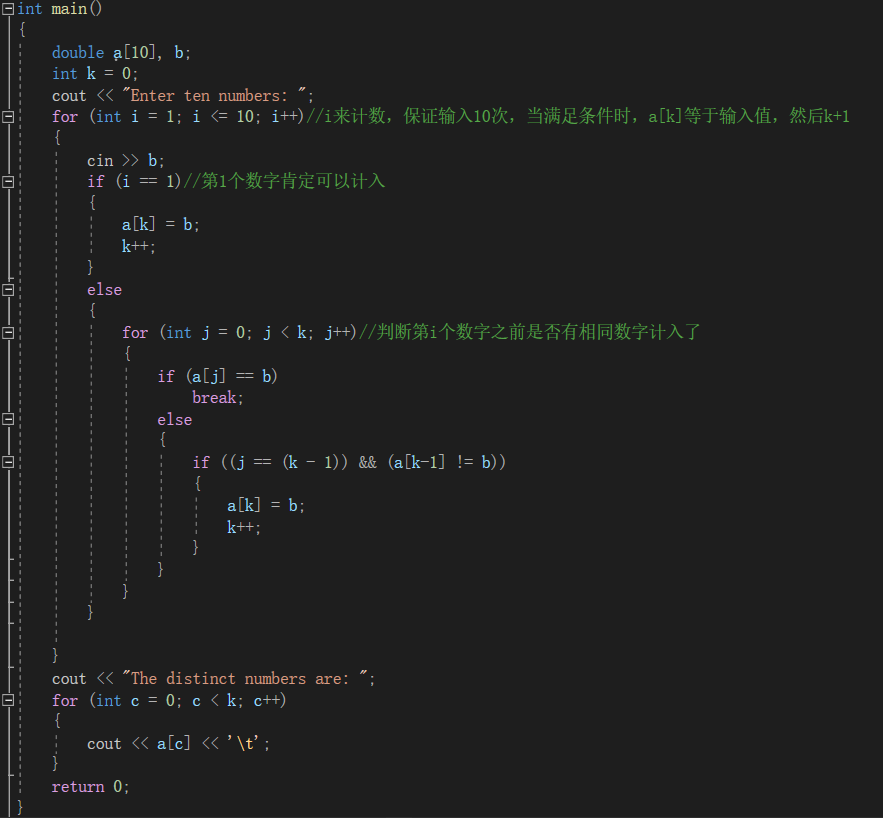 int main()
{
    double a[10], b;
    int k = 0;
    cout << "Enter ten numbers: ";
    for (int i = 1; i <= 10; i++)//i来计数，保证输入10次，当满足条件时，a[k]等于输入值，然后k+1
    {
        cin >> b;
        if (i == 1)//第1个数字肯定可以计入
        {
            a[k] = b;
            k++;
        }
        else
        {
            for (int j = 0; j < k; j++)//判断第i个数字之前是否有相同数字计入了
            {
                if (a[j] == b)
                    break;
                else
                {
                    if ((j == (k - 1)) && (a[k-1] != b))
                    {
                        a[k] = b;
                        k++;
                    }
                }
            }
        }
    }
    cout << "The distinct numbers are: ";
    for (int c = 0; c < k; c++)
    {
        cout << a[c] << '\t';
    }
    return 0;
}